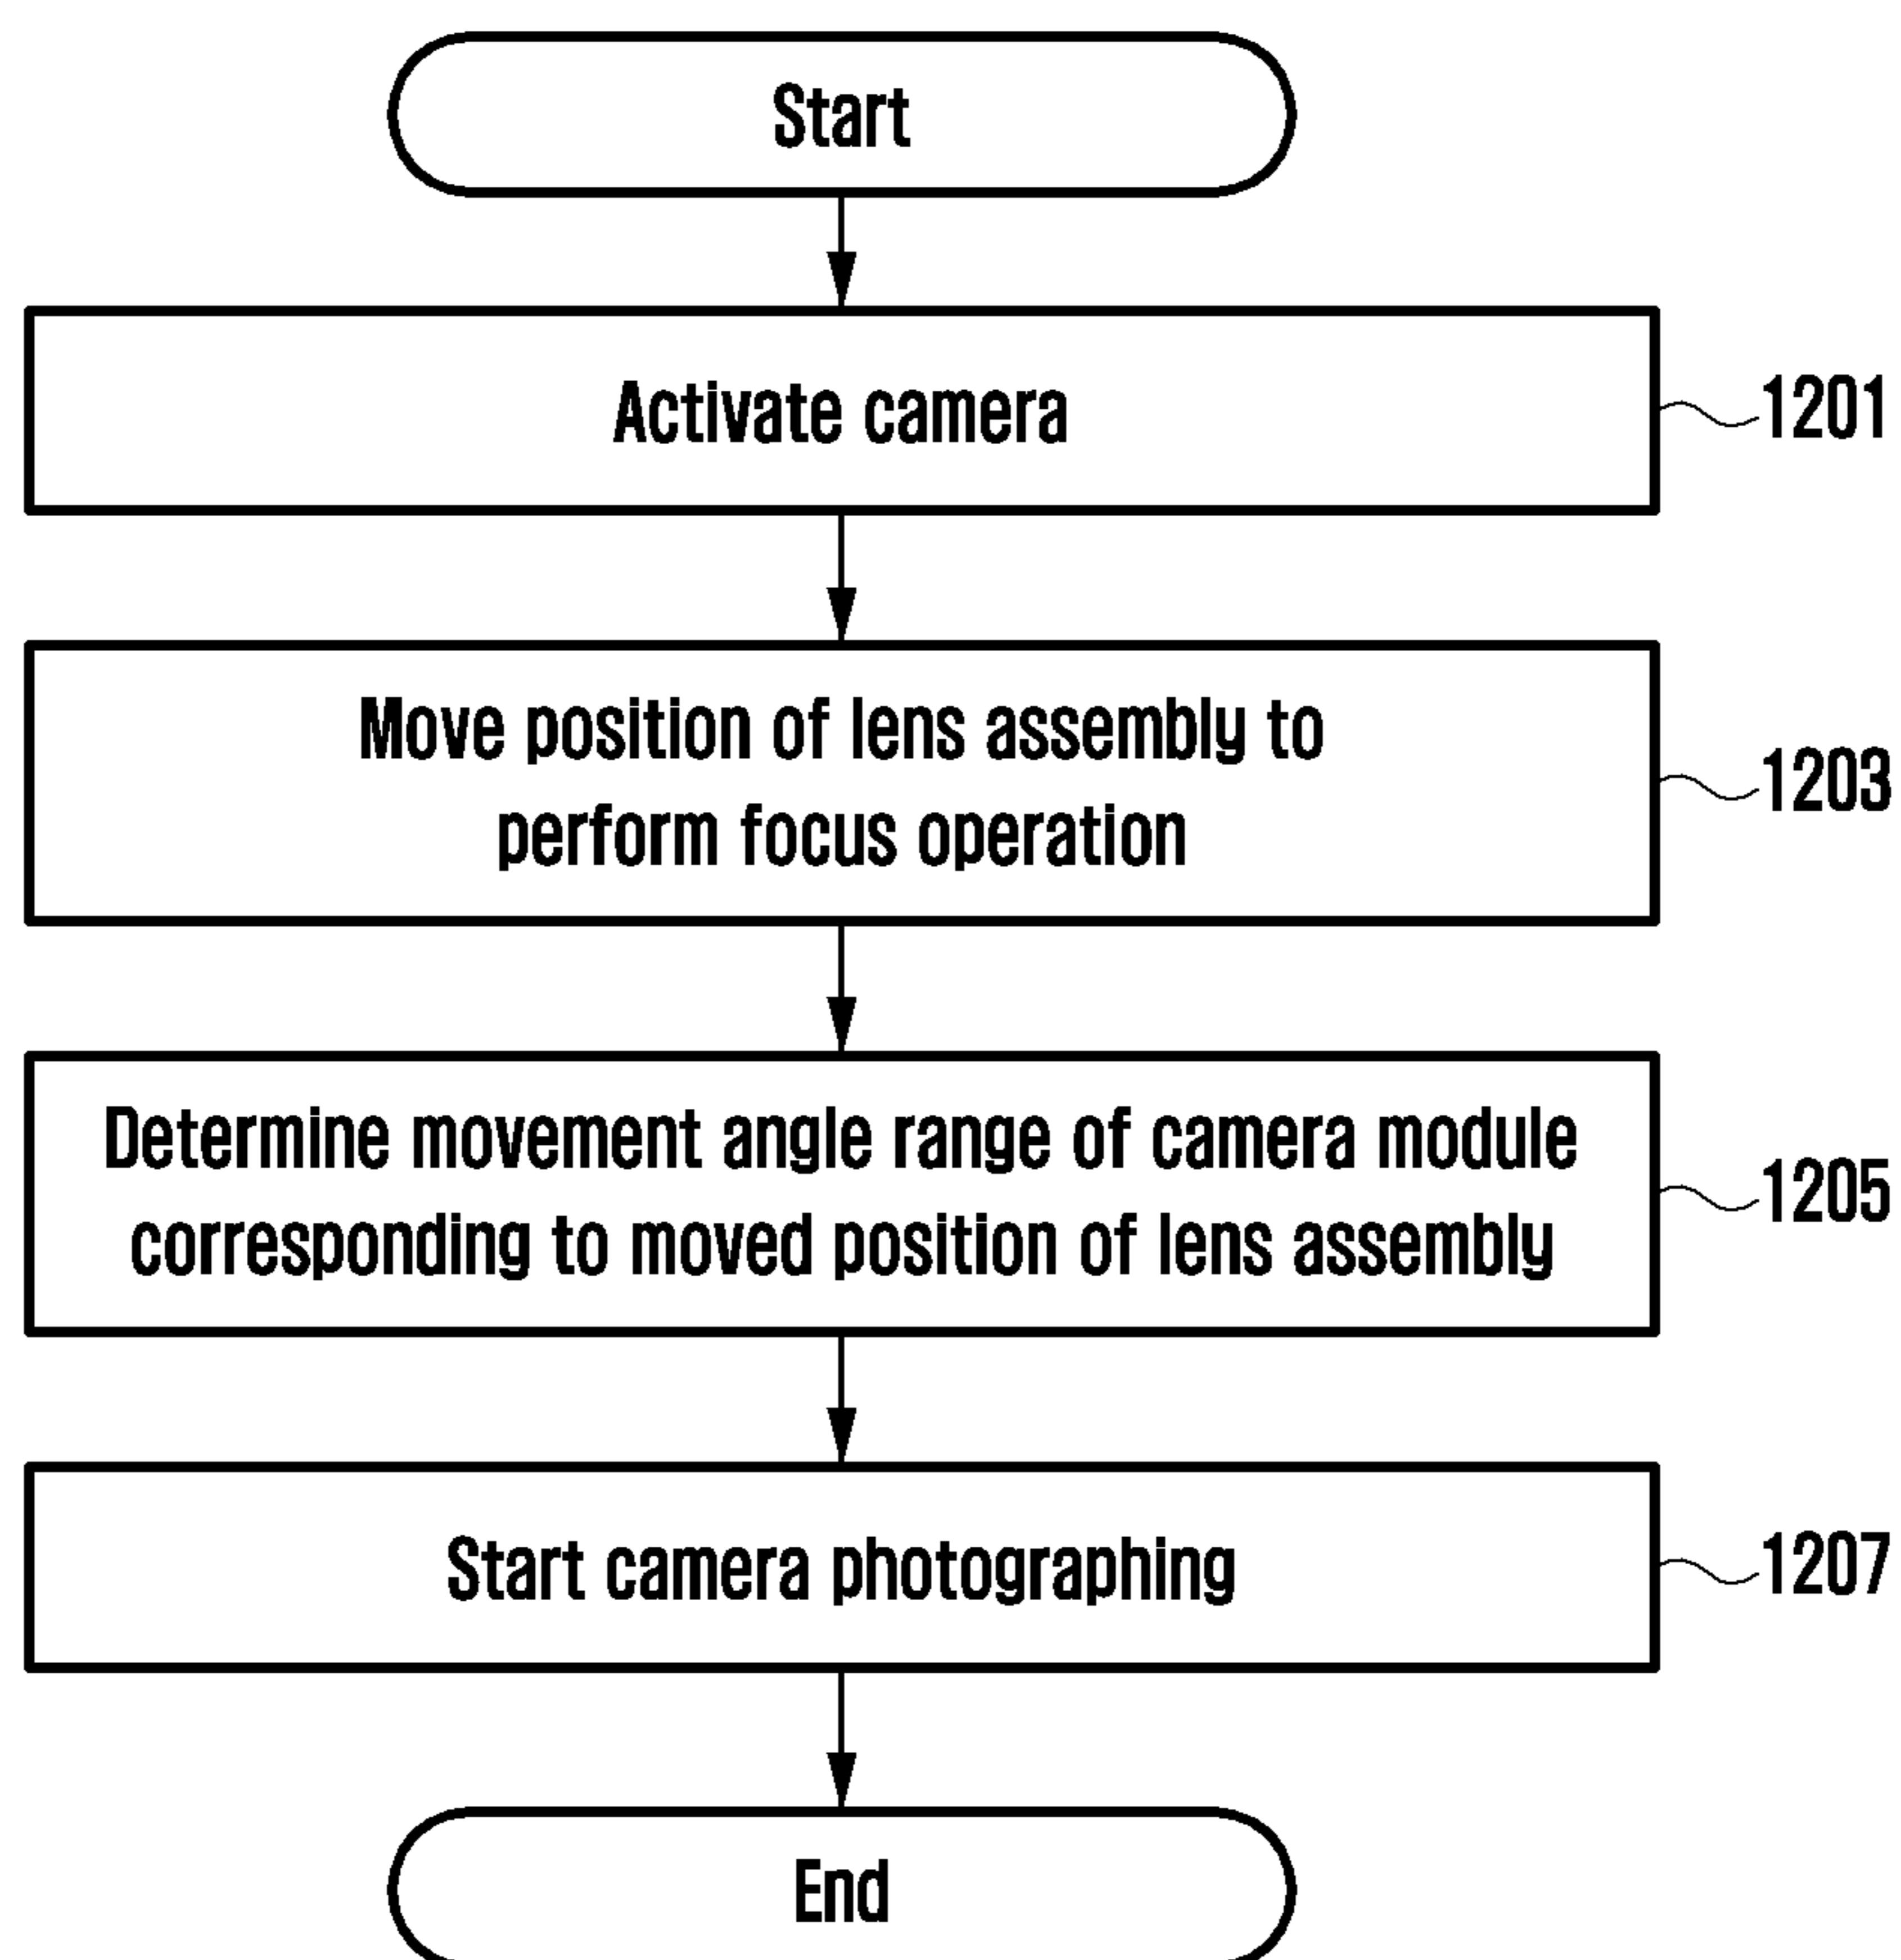 Start
Activate camera
1201
Move position of lens assembly to
perform focus operation
1203
Determine movement angle range of camera module
corresponding to moved position of lens assembly
1205
Start camera photographing
1207
End